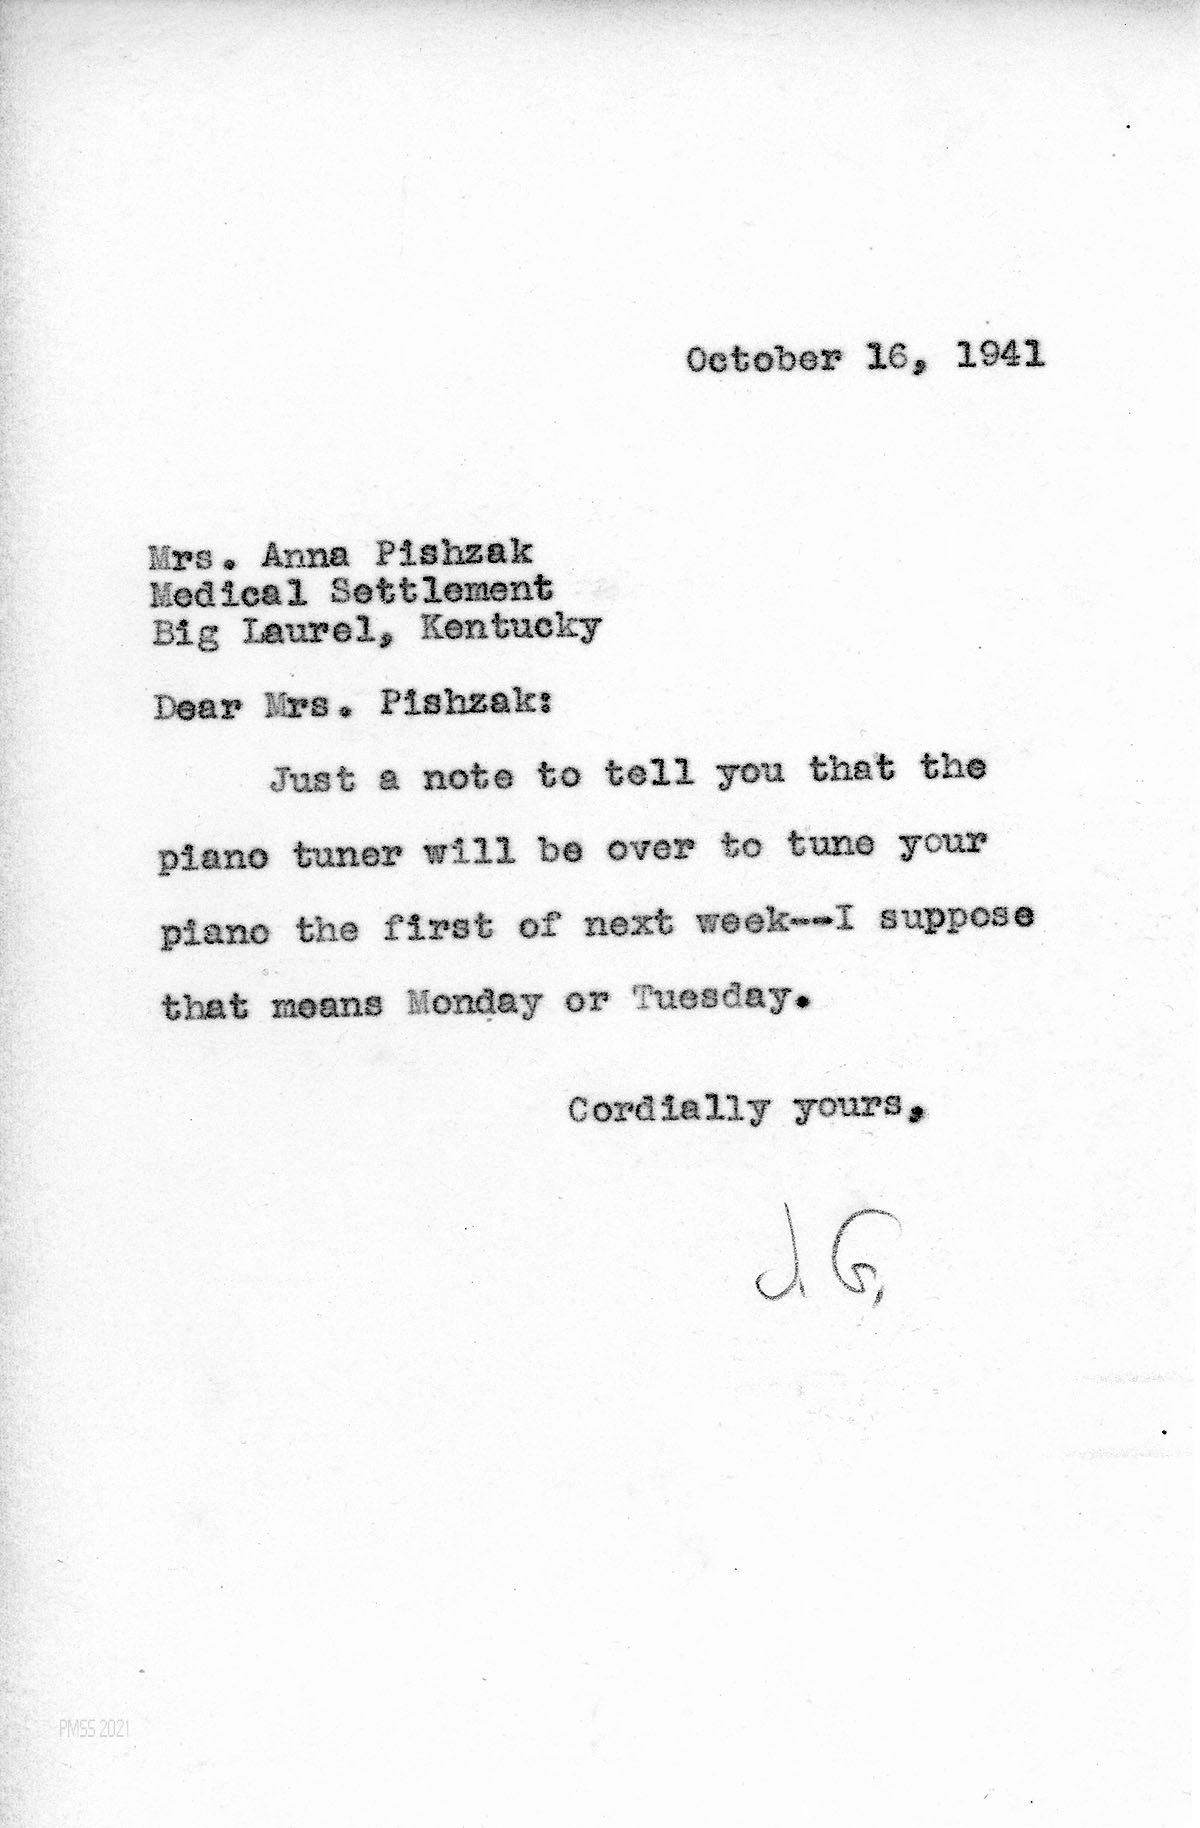 October 16, 1941
Mrs. Anna Pishzak
Medical Settlement
Big Laurel, Kentucky
Dear Mrs. Pishzak:
Just a note to tell you that the
piano tuner will be over to tune your
piano the first of next week--I suppose
that means Monday or Tuesday.
Cordially yours,
J G,
PMSS 2021